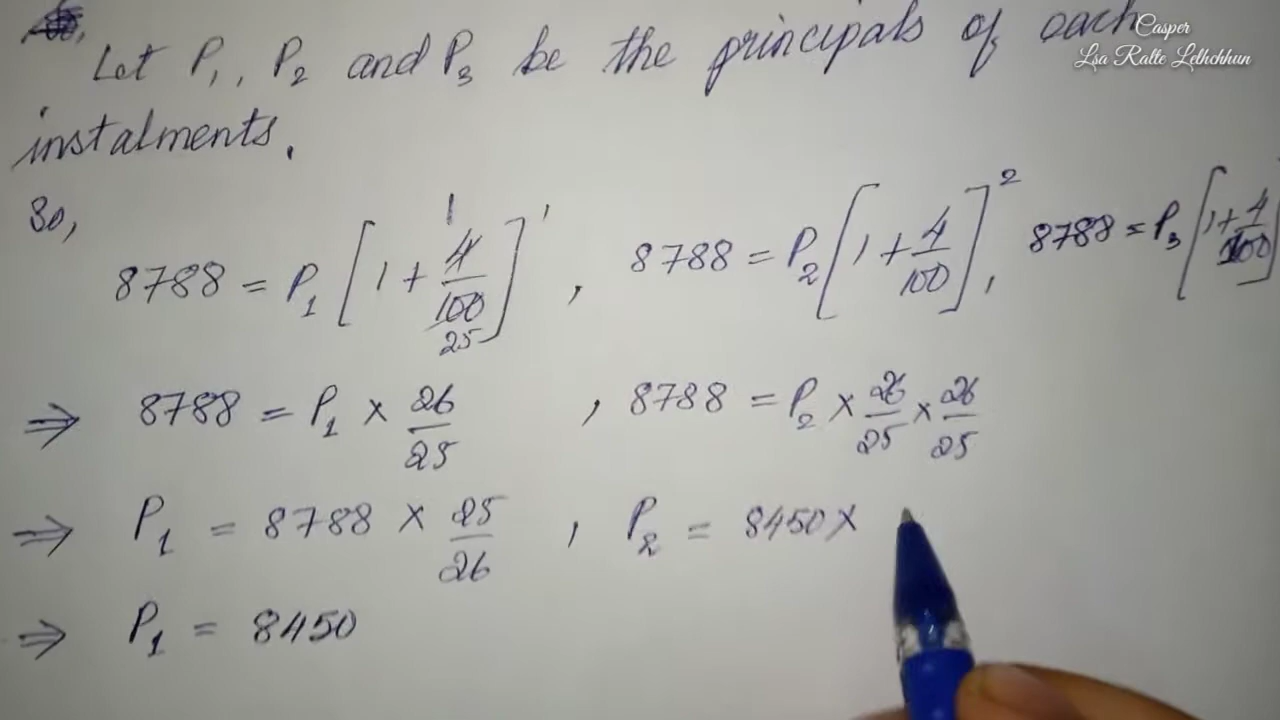 Casper
Lsa Ralte Lelhchhun
Let P₁, P₂ and P₃ be the principals of each
instalments.
So,
8788 = P₁ [1 + 4/100 1 25]¹ , 8788 = P₂ [1 + 4/100]² , 8788 = P₃ [1 + 4/100]
⇒ 8788 = P₁ × 26/25 , 8788 = P₂ × 26/25 × 26/25
⇒ P₁ = 8788 × 25/26 , P₂ = 8450 ×
⇒ P₁ = 8450